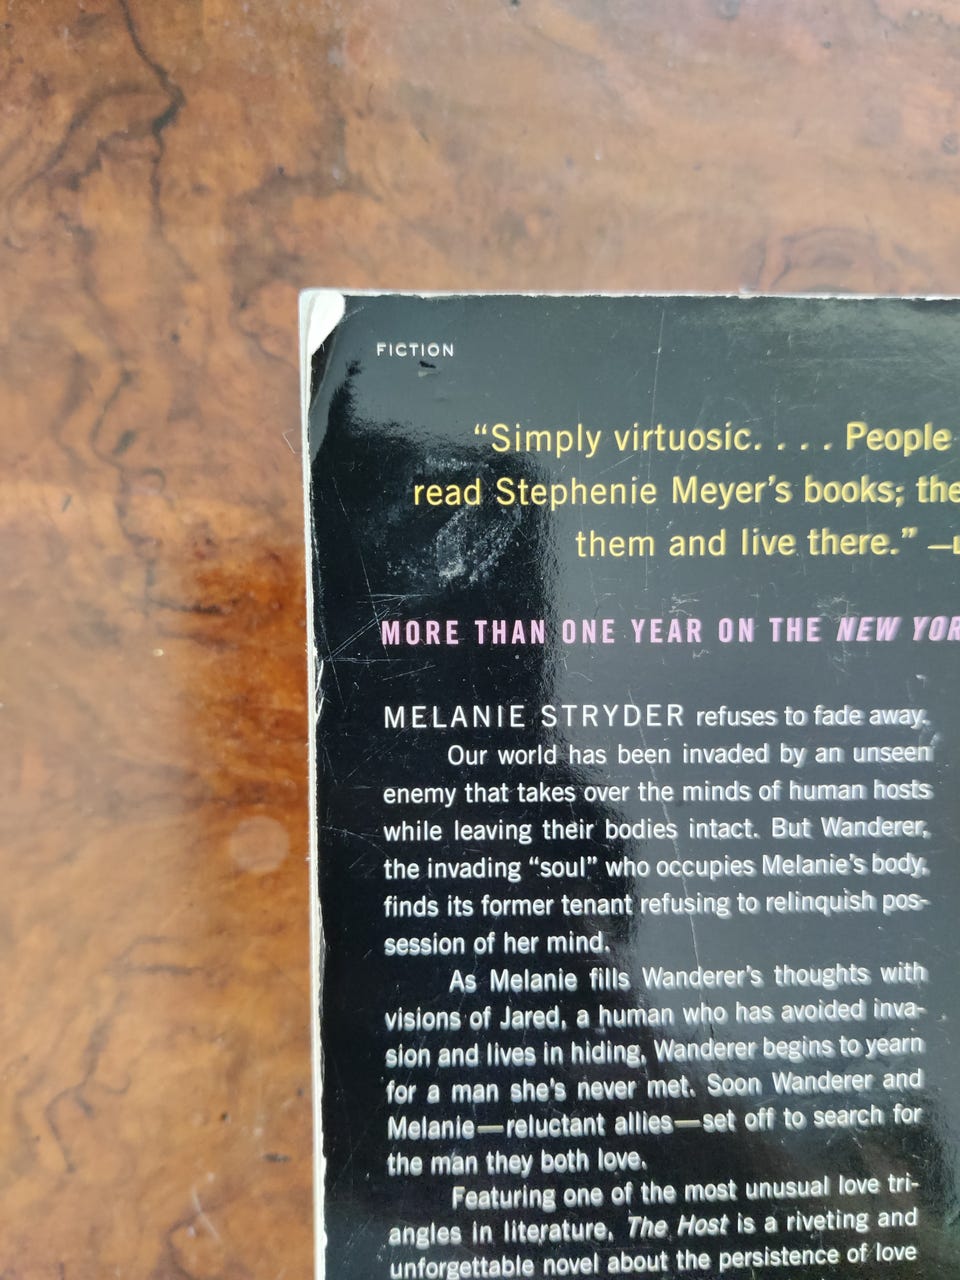 FICTION
“Simply virtuosic. . . . People
read Stephenie Meyer’s books;
them and live there.” —
MORE THAN ONE YEAR ON THE NEW
MELANIE STRYDER refuses to fade away.
Our world has been invaded by an unseen
enemy that takes over the minds of human hosts
while leaving their bodies intact. But Wanderer,
the invading “soul” who occupies Melanie’s body,
finds its former tenant refusing to relinquish pos-
session of her mind.
As Melanie fills Wanderer’s thoughts with
visions of Jared, a human who has avoided inva-
sion and lives in hiding, Wanderer begins to yearn
for a man she’s never met. Soon Wanderer and
Melanie—reluctant allies—set off to search for
the man they both love.
Featuring one of the most unusual love tri-
angles in literature, The Host is a riveting and
unforgettable novel about the persistence of love